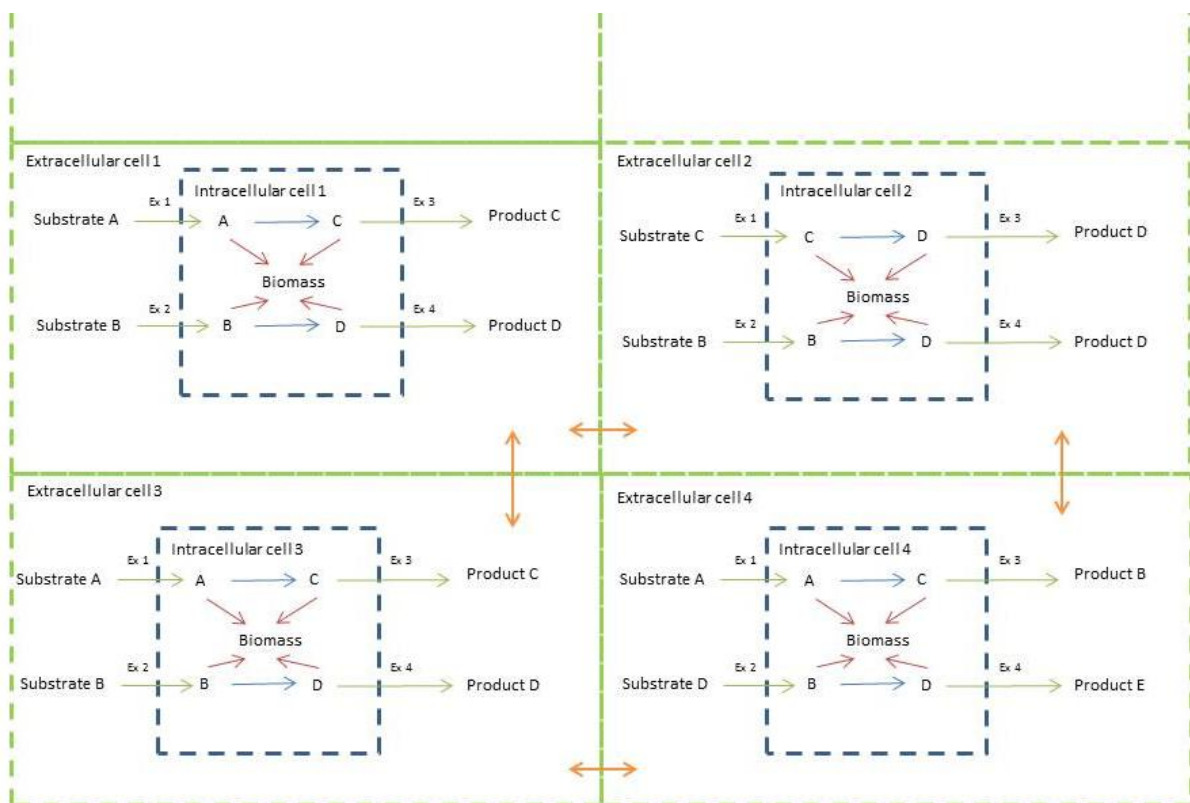 Extracellular cell 1
Intracellular cell 1
Substrate A
Ex 1
A
C
Ex 3
Product C
Biomass
Substrate B
Ex 2
B
D
Ex 4
Product D
Extracellular cell 2
Intracellular cell 2
Substrate C
Ex 1
C
D
Ex 3
Product D
Biomass
Substrate B
Ex 2
B
D
Ex 4
Product D
Extracellular cell 3
Intracellular cell 3
Substrate A
Ex 1
A
C
Ex 3
Product C
Biomass
Substrate B
Ex 2
B
D
Ex 4
Product D
Extracellular cell 4
Intracellular cell 4
Substrate A
Ex 1
A
C
Ex 3
Product B
Biomass
Substrate D
Ex 2
B
D
Ex 4
Product E